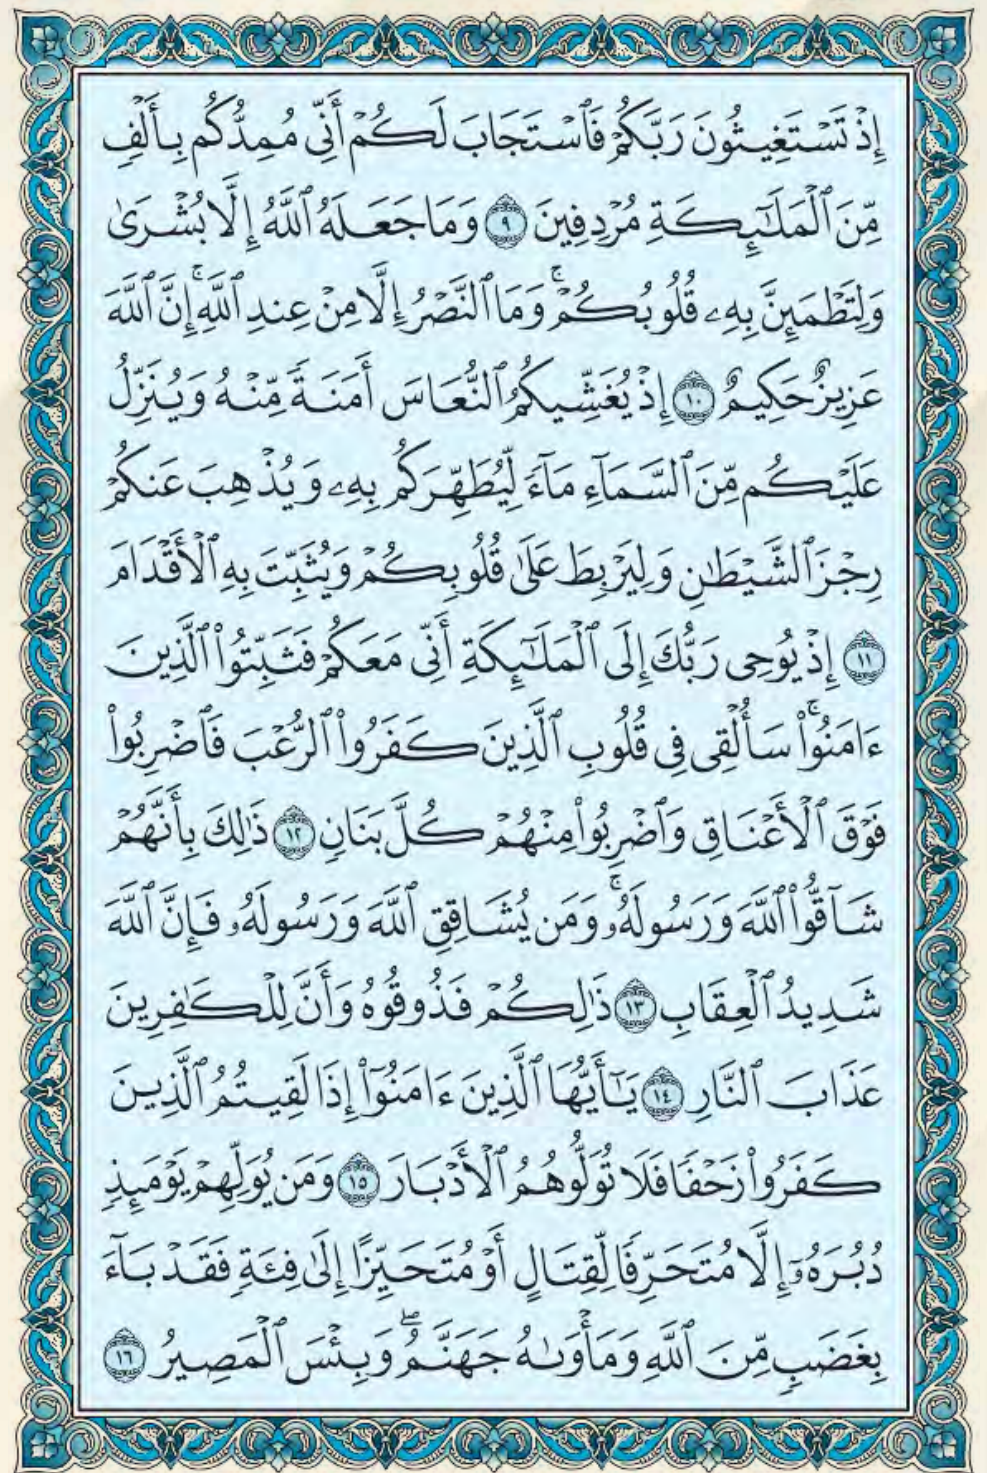 إِذْ تَسْتَغِيثُونَ رَبَّكُمْ فَٱسْتَجَابَ لَكُمْ أَنِّى مُمِدُّكُم بِأَلْفٍ
مِّنَ ٱلْمَلَـٰٓئِكَةِ مُرْدِفِينَ ٩ وَمَا جَعَلَهُ ٱللَّهُ إِلَّا بُشْرَىٰ
وَلِتَطْمَئِنَّ بِهِۦ قُلُوبُكُمْ ۚ وَمَا ٱلنَّصْرُ إِلَّا مِنْ عِندِ ٱللَّهِ ۚ إِنَّ ٱللَّهَ
عَزِيزٌ حَكِيمٌ ١٠ إِذْ يُغَشِّيكُمُ ٱلنُّعَاسَ أَمَنَةً مِّنْهُ وَيُنَزِّلُ
عَلَيْكُم مِّنَ ٱلسَّمَآءِ مَآءً لِّيُطَهِّرَكُم بِهِۦ وَيُذْهِبَ عَنكُمْ
رِجْزَ ٱلشَّيْطَـٰنِ وَلِيَرْبِطَ عَلَىٰ قُلُوبِكُمْ وَيُثَبِّتَ بِهِ ٱلْأَقْدَامَ
١١ إِذْ يُوحِى رَبُّكَ إِلَى ٱلْمَلَـٰٓئِكَةِ أَنِّى مَعَكُمْ فَثَبِّتُوا۟ ٱلَّذِينَ
ءَامَنُوا۟ ۚ سَأُلْقِى فِى قُلُوبِ ٱلَّذِينَ كَفَرُوا۟ ٱلرُّعْبَ فَٱضْرِبُوا۟
فَوْقَ ٱلْأَعْنَاقِ وَٱضْرِبُوا۟ مِنْهُمْ كُلَّ بَنَانٍ ١٢ ذَٰلِكَ بِأَنَّهُمْ
شَآقُّوا۟ ٱللَّهَ وَرَسُولَهُۥ ۚ وَمَن يُشَاقِقِ ٱللَّهَ وَرَسُولَهُۥ فَإِنَّ ٱللَّهَ
شَدِيدُ ٱلْعِقَابِ ١٣ ذَٰلِكُمْ فَذُوقُوهُ وَأَنَّ لِلْكَـٰفِرِينَ
عَذَابَ ٱلنَّارِ ١٤ يَـٰٓأَيُّهَا ٱلَّذِينَ ءَامَنُوٓا۟ إِذَا لَقِيتُمُ ٱلَّذِينَ
كَفَرُوا۟ زَحْفًا فَلَا تُوَلُّوهُمُ ٱلْأَدْبَارَ ١٥ وَمَن يُوَلِّهِمْ يَوْمَئِذٍ
دُبُرَهُۥٓ إِلَّا مُتَحَرِّفًا لِّقِتَالٍ أَوْ مُتَحَيِّزًا إِلَىٰ فِئَةٍ فَقَدْ بَآءَ
بِغَضَبٍ مِّنَ ٱللَّهِ وَمَأْوَىٰهُ جَهَنَّمُ ۖ وَبِئْسَ ٱلْمَصِيرُ ١٦